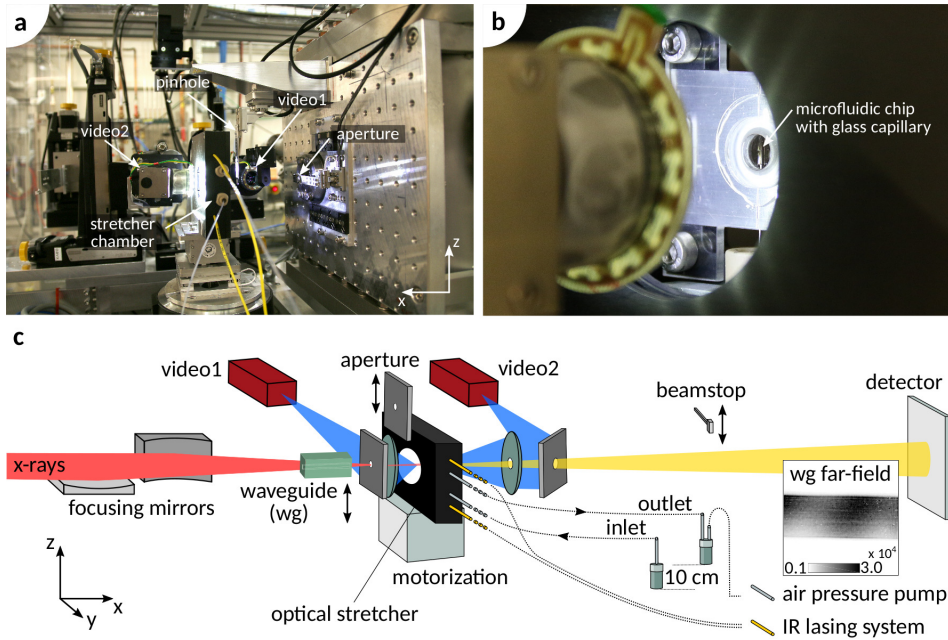 a
pinhole
video1
video2
aperture
stretcher
chamber
z
x
b
microfluidic chip
with glass capillary
c
video1
aperture
video2
beamstop
detector
x-rays
focusing mirrors
waveguide
(wg)
wg far-field
outlet
inlet
x 10⁴
0.1
3.0
10 cm
motorization
optical stretcher
z
x
y
air pressure pump
IR lasing system